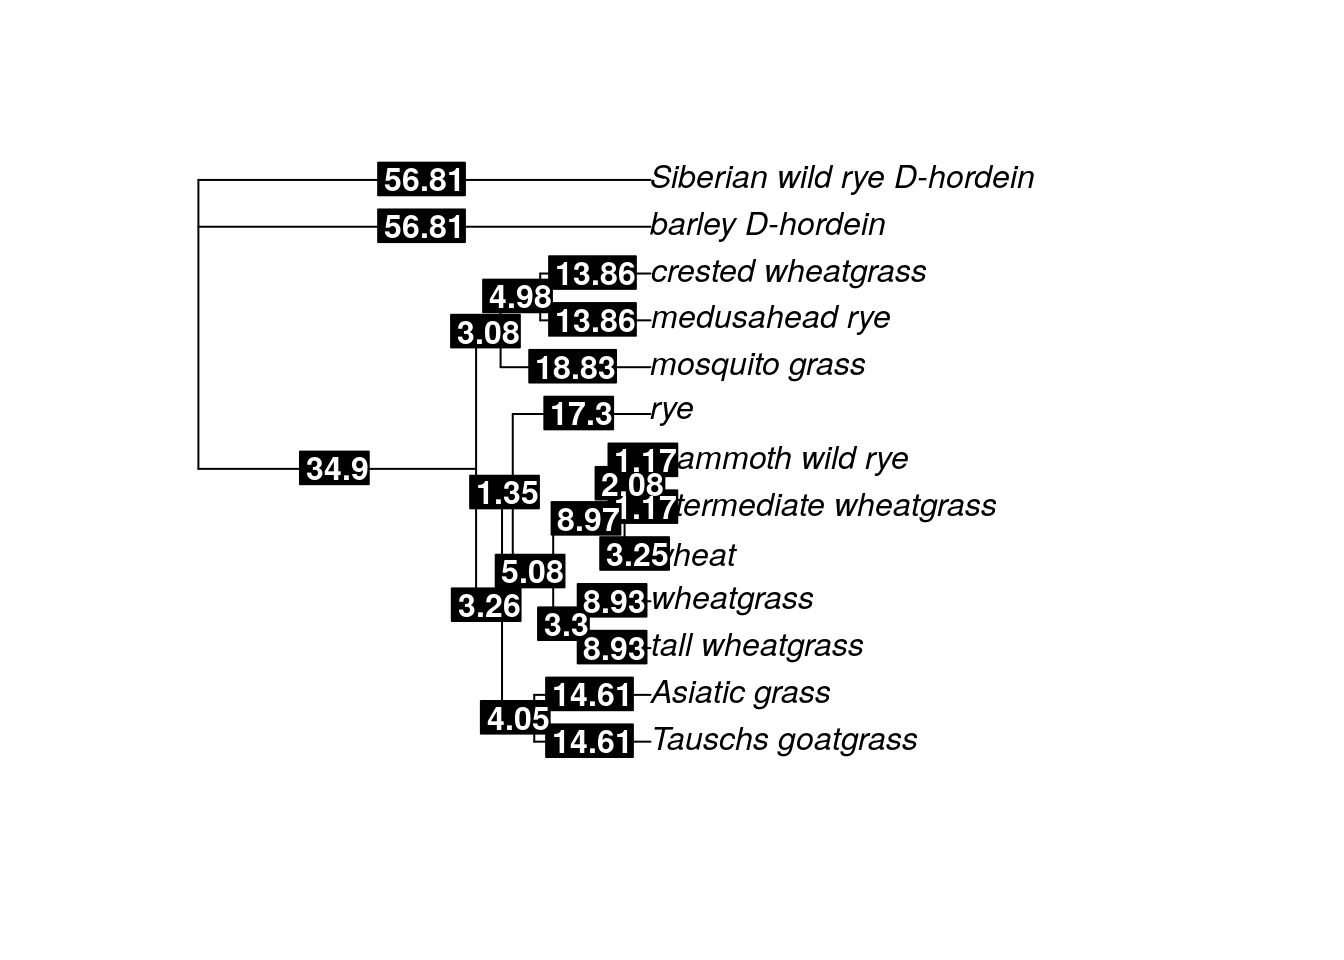 56.81 Siberian wild rye D-hordein
56.81 barley D-hordein
13.86 crested wheatgrass
4.98
13.86 medusahead rye
3.08
18.83 mosquito grass
17.3 rye
1.17 ammoth wild rye
34.9
2.08
1.35
1.17 termediate wheatgrass
8.97
3.25 heat
5.08
8.93 wheatgrass
3.26
3.3
8.93 tall wheatgrass
14.61 Asiatic grass
4.05
14.61 Tauschs goatgrass